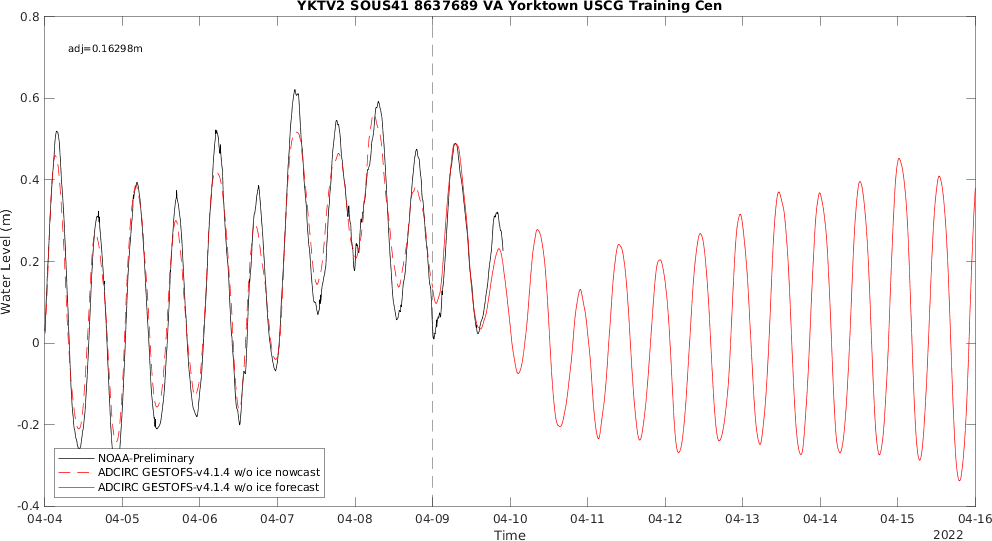 YKTV2 SOUS41 8637689 VA Yorktown USCG Training Cen
adj=0.16298m
0.8
0.6
0.4
0.2
0
-0.2
-0.4
Water Level (m)
NOAA-Preliminary
ADCIRC GESTOFS-v4.1.4 w/o ice nowcast
ADCIRC GESTOFS-v4.1.4 w/o ice forecast
04-04 04-05 04-06 04-07 04-08 04-09 04-10 04-11 04-12 04-13 04-14 04-15 04-16
Time
2022